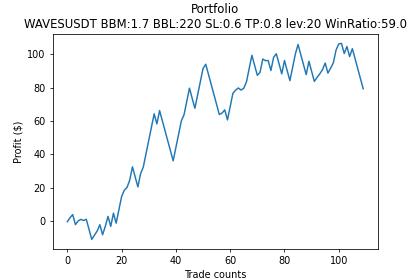 Portfolio
WAVESUSDT BBM:1.7 BBL:220 SL:0.6 TP:0.8 lev:20 WinRatio:59.0
100
80
60
40
20
0
Profit ($)
0 20 40 60 80 100
Trade counts